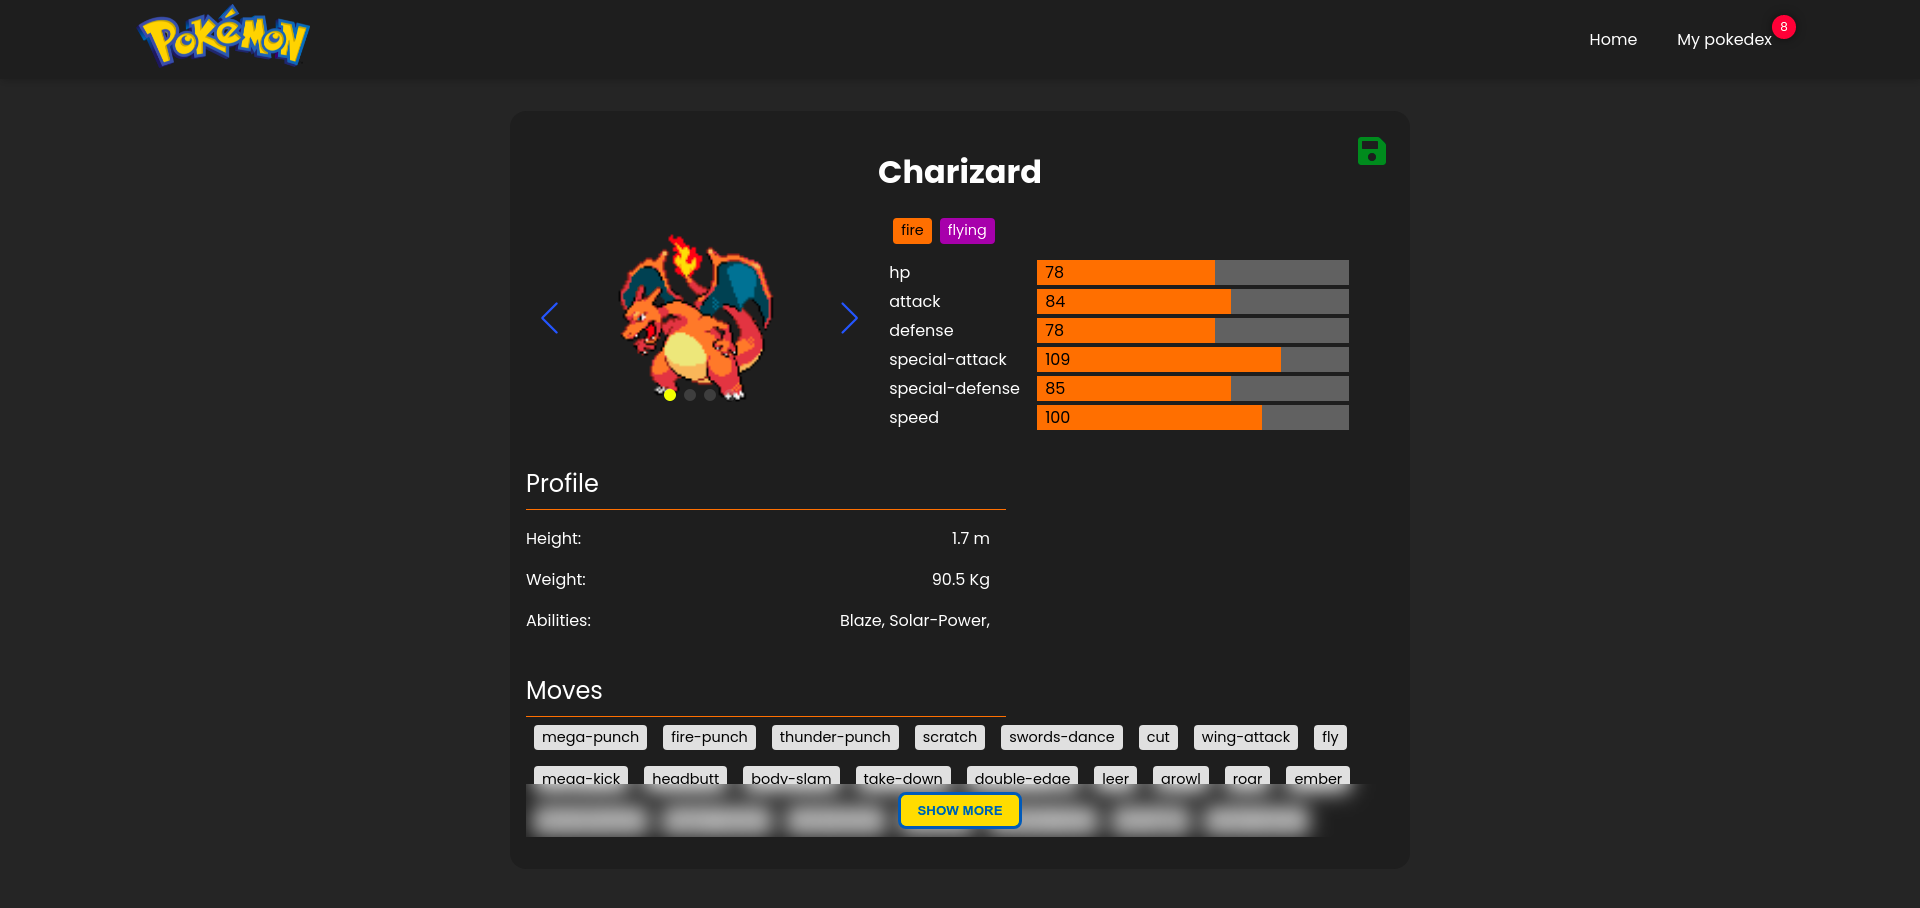 POKéMON
Home My pokedex 8
Charizard
fire flying
hp 78
attack 84
defense 78
special-attack 109
special-defense 85
speed 100
Profile
Height: 1.7 m
Weight: 90.5 Kg
Abilities: Blaze, Solar-Power,
Moves
mega-punch fire-punch thunder-punch scratch swords-dance cut wing-attack fly
mega-kick headbutt body-slam take-down double-edge leer growl roar ember
SHOW MORE